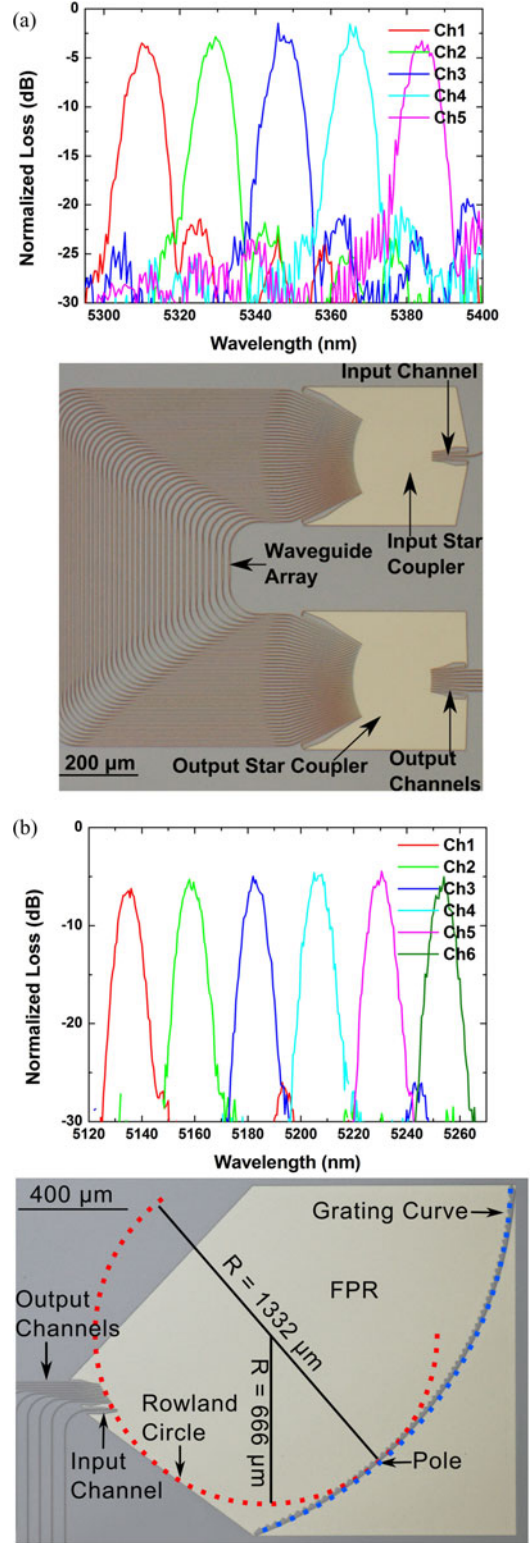 (a)
0
-5
-10
-15
-20
-25
-30
Normalized Loss (dB)
Ch1
Ch2
Ch3
Ch4
Ch5
5300
5320
5340
5360
5380
5400
Wavelength (nm)
Input Channel
Waveguide
Array
Input Star
Coupler
200 µm
Output Star Coupler
Output
Channels
(b)
0
-10
-20
-30
Normalized Loss (dB)
Ch1
Ch2
Ch3
Ch4
Ch5
Ch6
5120
5140
5160
5180
5200
5220
5240
5260
Wavelength (nm)
400 µm
Grating Curve
R = 1332 µm
FPR
Output
Channels
Rowland
Circle
R = 666 µm
Input
Channel
Pole